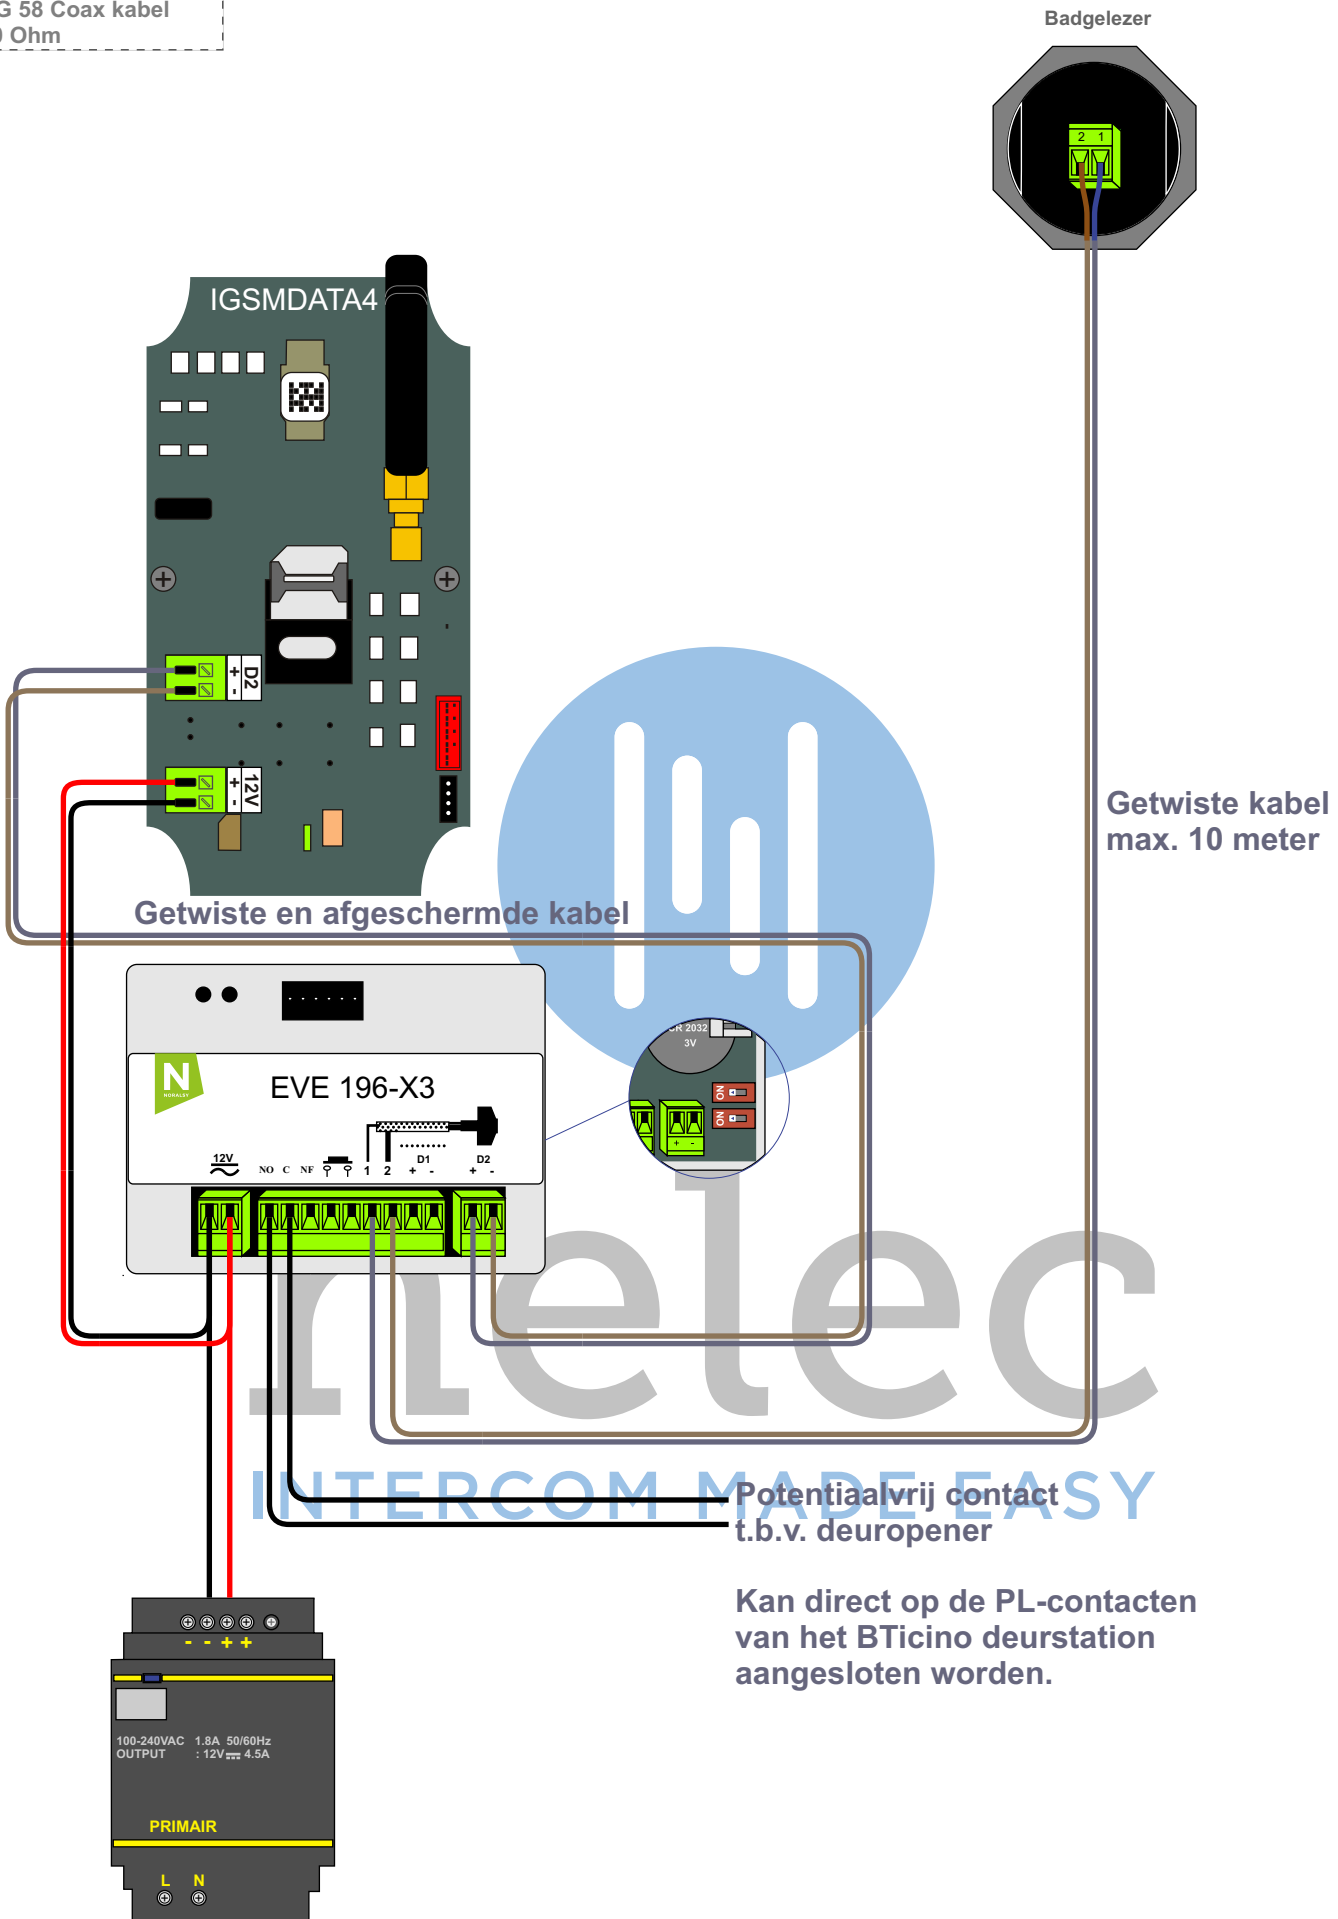 58 Coax kabel
Ohm
Badgelezer
2 1
IGSMDATA4
+ D2
-
+ 12V
-
Getwiste kabel
max. 10 meter
Getwiste en afgeschermde kabel
CR 2032
3V
ON
ON
+ -
N
NORALSY
EVE 196-X3
12V
NO C NF 1 2 D1 + - D2 + -
nelec
INTERCOM MADE EASY
Potentiaalvrij contact
t.b.v. deuropener
Kan direct op de PL-contacten
van het BTicino deurstation
aangesloten worden.
- - + +
100-240VAC 1.8A 50/60Hz
OUTPUT : 12V 4.5A
PRIMAIR
L N